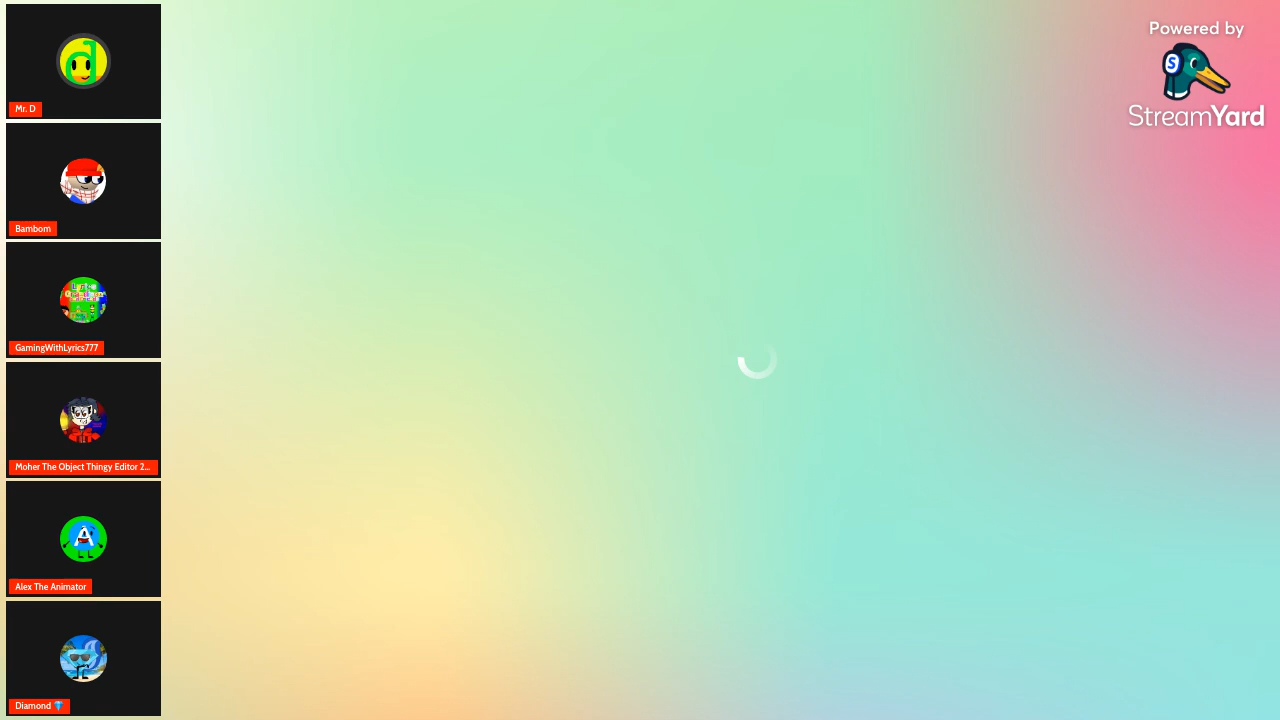 Mr. D
Bambom
GamingWithLyrics777
Moher The Object Thingy Editor 2...
Alex The Animator
Diamond 💎
Powered by
StreamYard